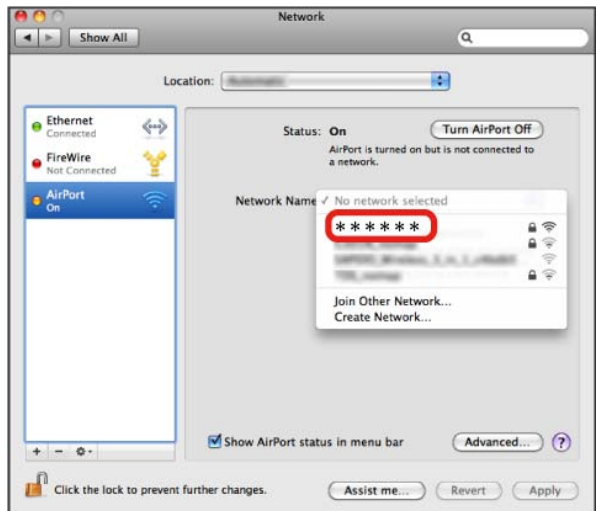 Network
Show All
Location:
Ethernet
Connected
FireWire
Not Connected
AirPort
On
Status: On
Turn AirPort Off
AirPort is turned on but is not connected to
a network.
Network Name
✓ No network selected
******
Join Other Network...
Create Network...
Show AirPort status in menu bar
Advanced...
?
Click the lock to prevent further changes.
Assist me...
Revert
Apply